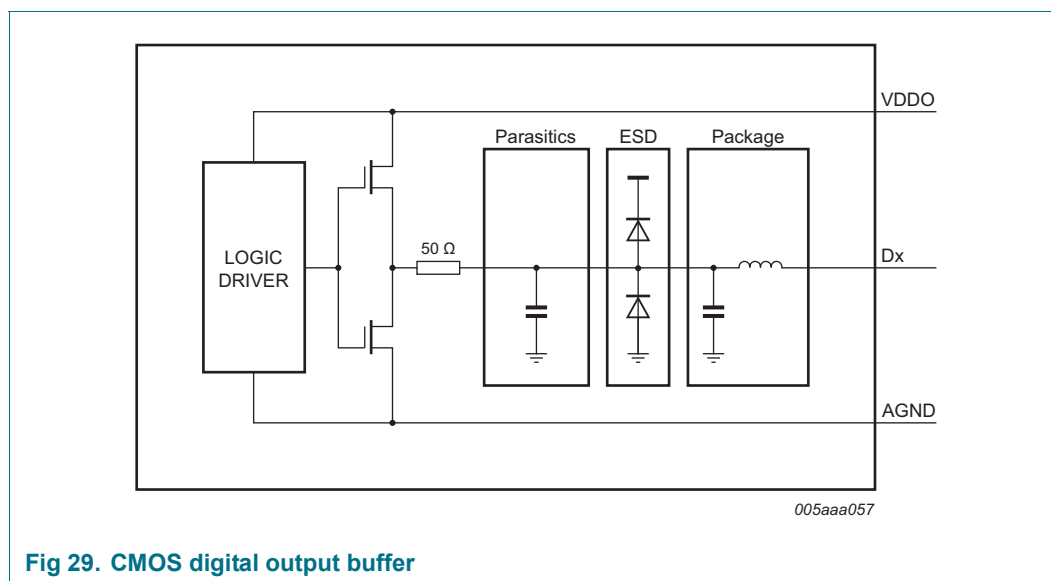 VDDO
Parasitics ESD Package
50 Ω
LOGIC
DRIVER
Dx
AGND
005aaa057
Fig 29. CMOS digital output buffer